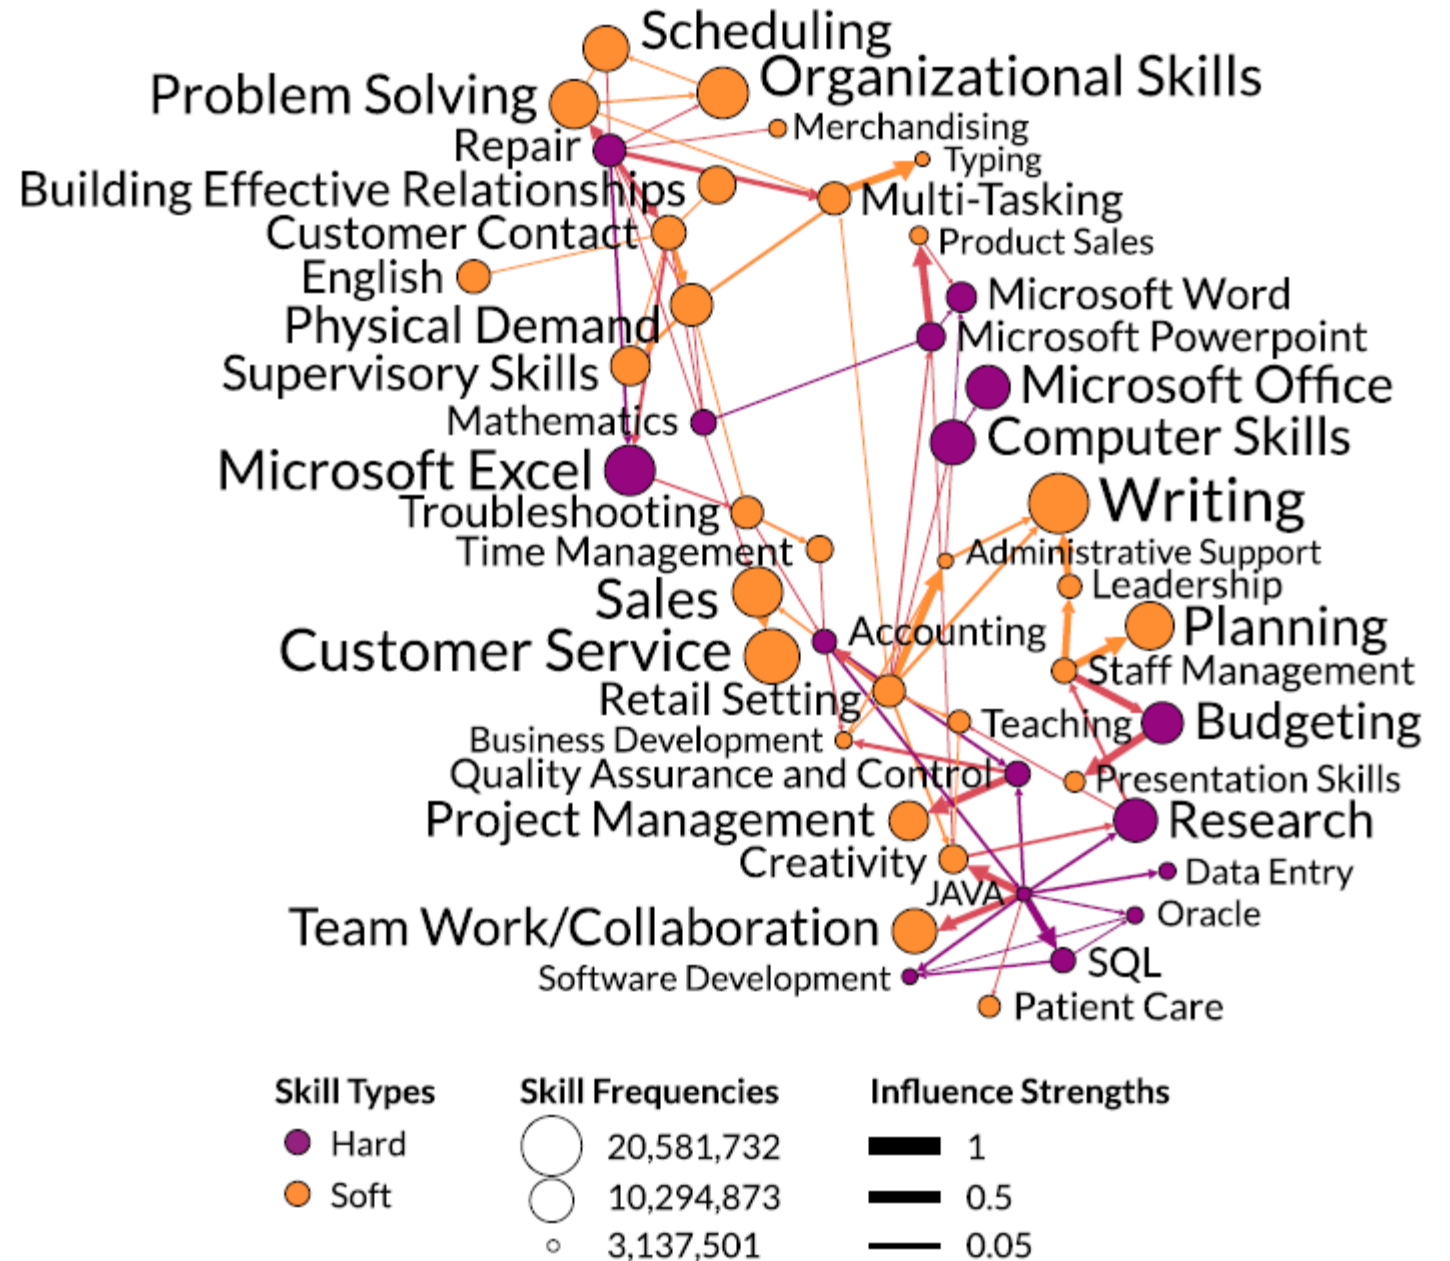 Scheduling
Organizational Skills
Problem Solving
Merchandising
Repair
Typing
Building Effective Relationships
Multi-Tasking
Customer Contact
Product Sales
English
Microsoft Word
Physical Demand
Microsoft Powerpoint
Supervisory Skills
Microsoft Office
Mathematics
Computer Skills
Microsoft Excel
Writing
Troubleshooting
Time Management
Administrative Support
Leadership
Sales
Planning
Accounting
Customer Service
Staff Management
Retail Setting
Teaching
Budgeting
Business Development
Quality Assurance and Control
Presentation Skills
Project Management
Research
Creativity
Data Entry
JAVA
Oracle
Team Work/Collaboration
SQL
Software Development
Patient Care
Skill Types
Hard
Soft
Skill Frequencies
20,581,732
10,294,873
3,137,501
Influence Strengths
1
0.5
0.05